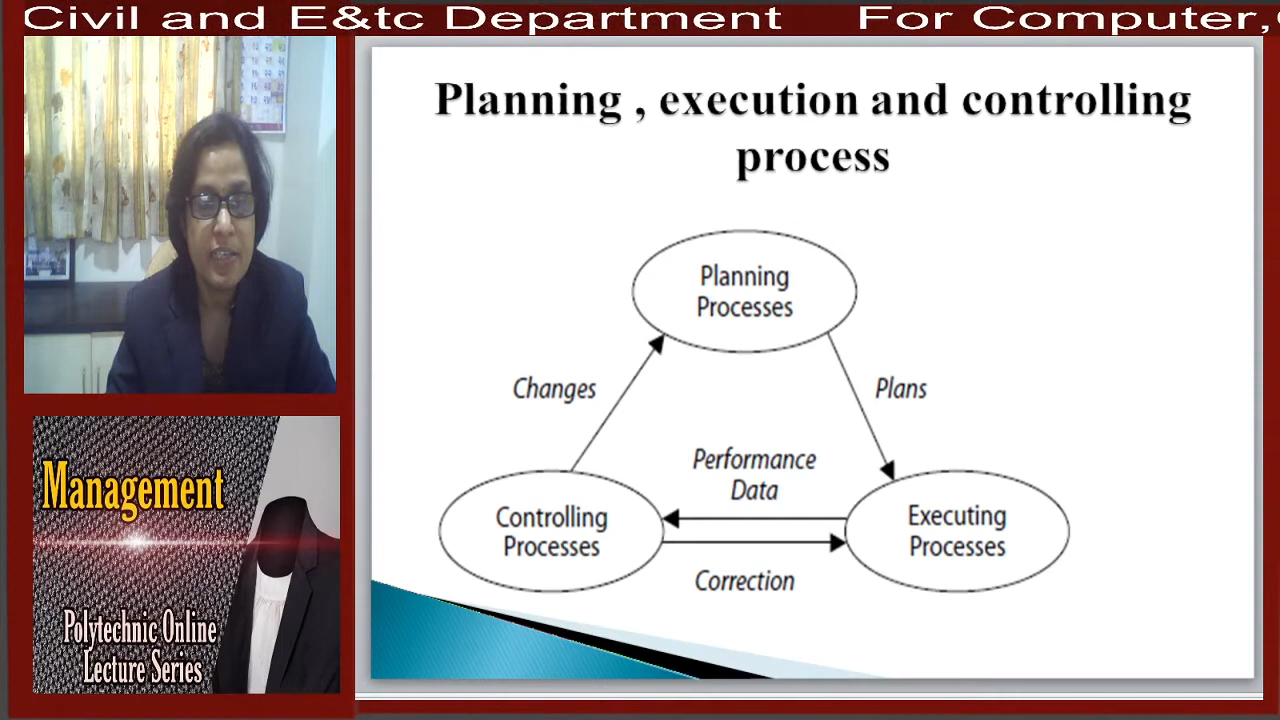 Civil and E&tc Department For Computer,
Planning , execution and controlling
process
Planning
Processes
Changes
Plans
Performance
Data
Controlling
Processes
Executing
Processes
Correction
Management
Polytechnic Online
Lecture Series